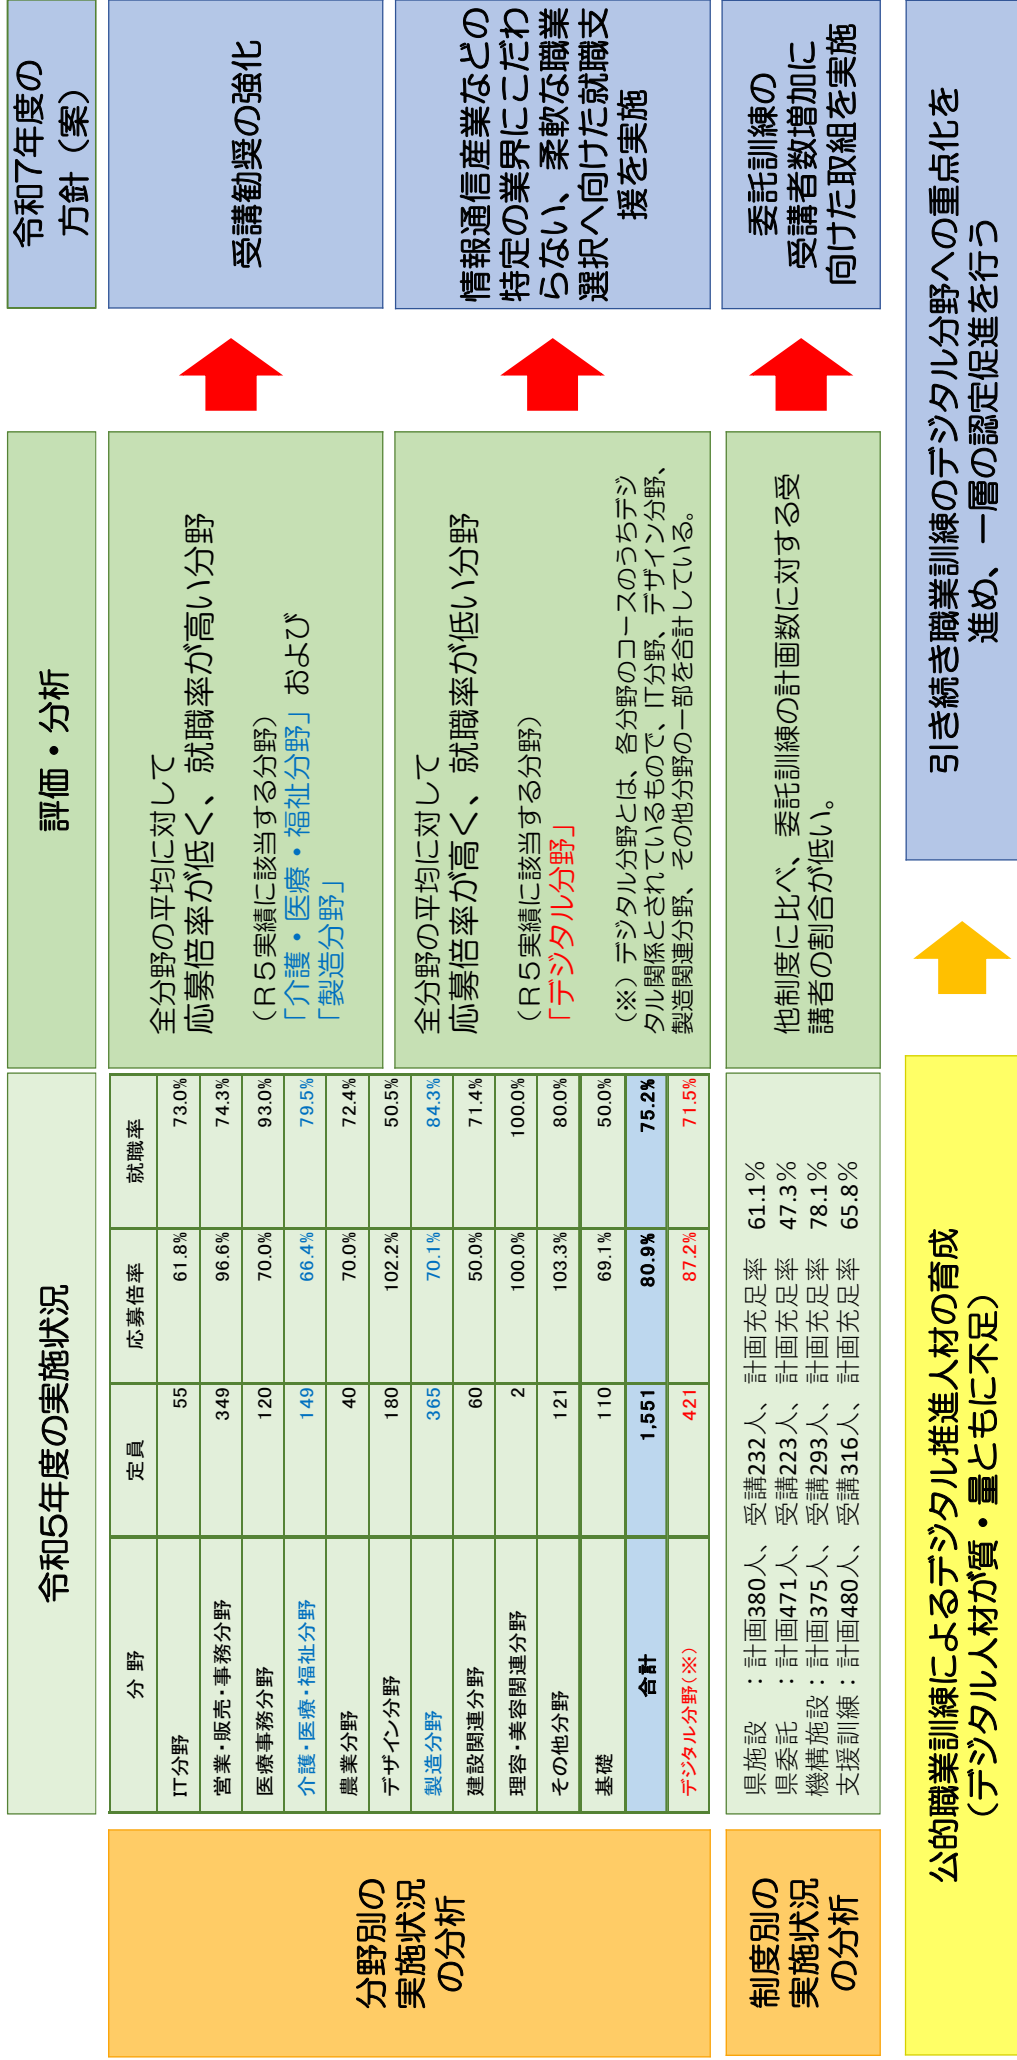 令和5年度の実施状況
評価・分析
令和7年度の
方針（案）
分野別の
実施状況
の分析
分 野 定員 応募倍率 就職率
IT分野 55 61.8% 73.0%
営業・販売・事務分野 349 96.6% 74.3%
医療事務分野 120 70.0% 93.0%
介護・医療・福祉分野 149 66.4% 79.5%
農業分野 40 70.0% 72.4%
デザイン分野 180 102.2% 50.5%
製造分野 365 70.1% 84.3%
建設関連分野 60 50.0% 71.4%
理容・美容関連分野 2 100.0% 100.0%
その他分野 121 103.3% 80.0%
基礎 110 69.1% 50.0%
合計 1,551 80.9% 75.2%
デジタル分野(※) 421 87.2% 71.5%
全分野の平均に対して
応募倍率が低く、就職率が高い分野
（R５実績に該当する分野）
「介護・医療・福祉分野」および
「製造分野」
受講勧奨の強化
全分野の平均に対して
応募倍率が高く、就職率が低い分野
（R５実績に該当する分野）
「デジタル分野」
（※）デジタル分野とは、各分野のコースのうちデジ
タル関係とされているもので、IT分野、デザイン分野、
製造関連分野、その他分野の一部を合計している。
情報通信産業などの
特定の業界にこだわ
らない、柔軟な職業
選択へ向けた就職支
援を実施
制度別の
実施状況
の分析
県施設 ：計画380人、受講232人、計画充足率 61.1％
県委託 ：計画471人、受講223人、計画充足率 47.3％
機構施設：計画375人、受講293人、計画充足率 78.1％
支援訓練：計画480人、受講316人、計画充足率 65.8％
他制度に比べ、委託訓練の計画数に対する受
講者の割合が低い。
委託訓練の
受講者数増加に
向けた取組を実施
公的職業訓練によるデジタル推進人材の育成
（デジタル人材が質・量ともに不足）
引き続き職業訓練のデジタル分野への重点化を
進め、一層の認定促進を行う